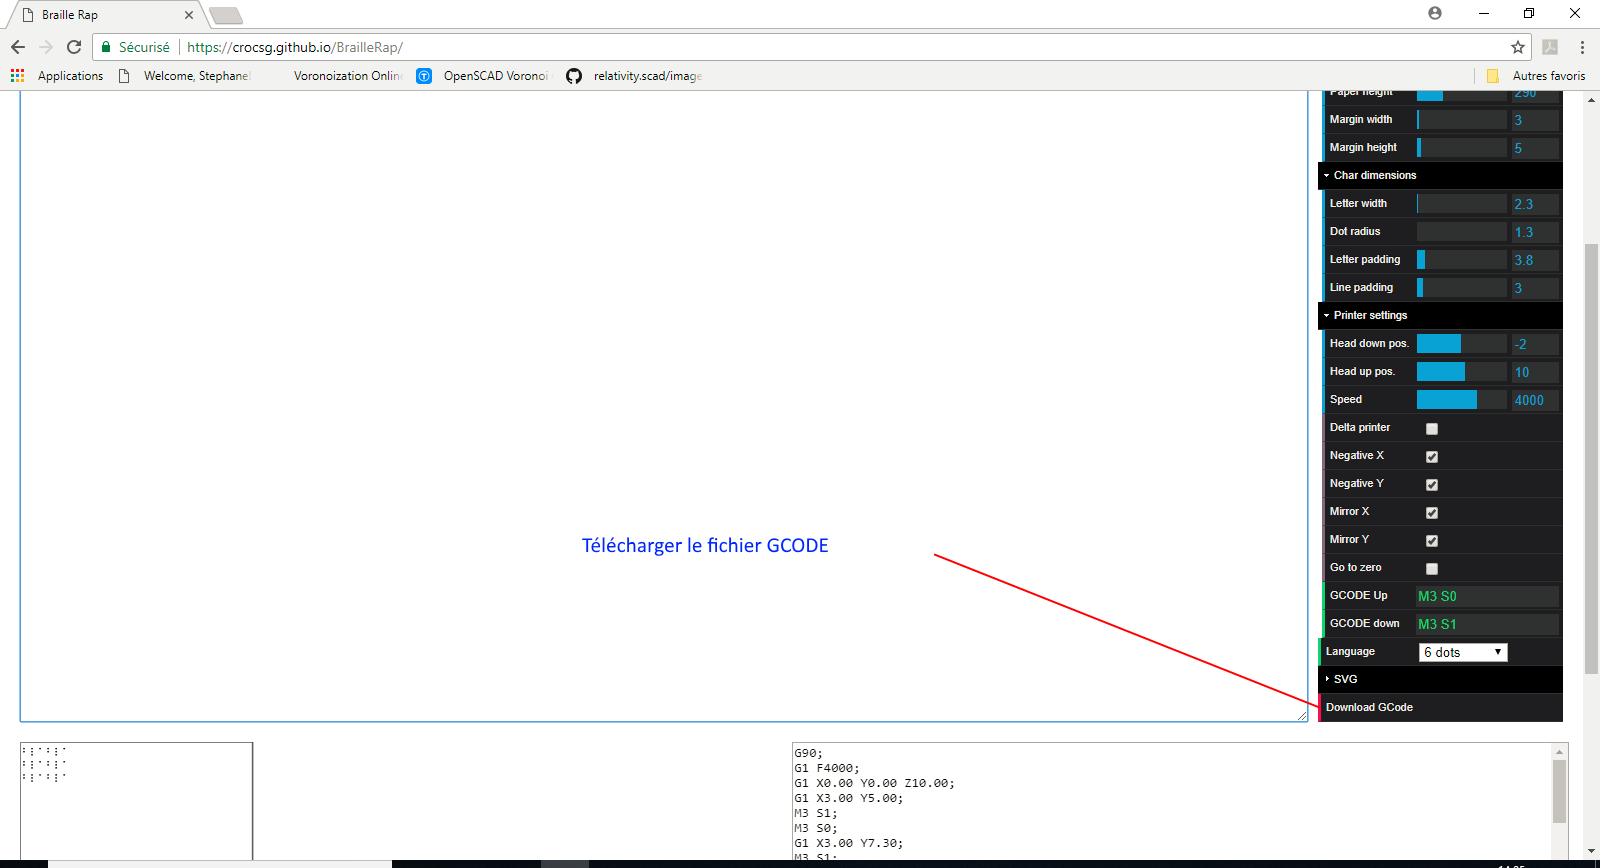 Braille Rap
Sécurisé https://crocsg.github.io/BrailleRap/
Applications Welcome, Stephane Voronoization Onlin OpenSCAD Voronoi relativity.scad/image Autres favoris
Paper height 290
Margin width 3
Margin height 5
Char dimensions
Letter width 2.3
Dot radius 1.3
Letter padding 3.8
Line padding 3
Printer settings
Head down pos. -2
Head up pos. 10
Speed 4000
Delta printer
Negative X
Negative Y
Mirror X
Mirror Y
Télécharger le fichier GCODE
Go to zero
GCODE Up M3 S0
GCODE down M3 S1
Language 6 dots
SVG
Download GCode
⠃⠗⠁⠃⠗⠁
⠃⠗⠁⠃⠗⠁
⠃⠗⠁⠃⠗⠁
G90;
G1 F4000;
G1 X0.00 Y0.00 Z10.00;
G1 X3.00 Y5.00;
M3 S1;
M3 S0;
G1 X3.00 Y7.30;
M3 S1;